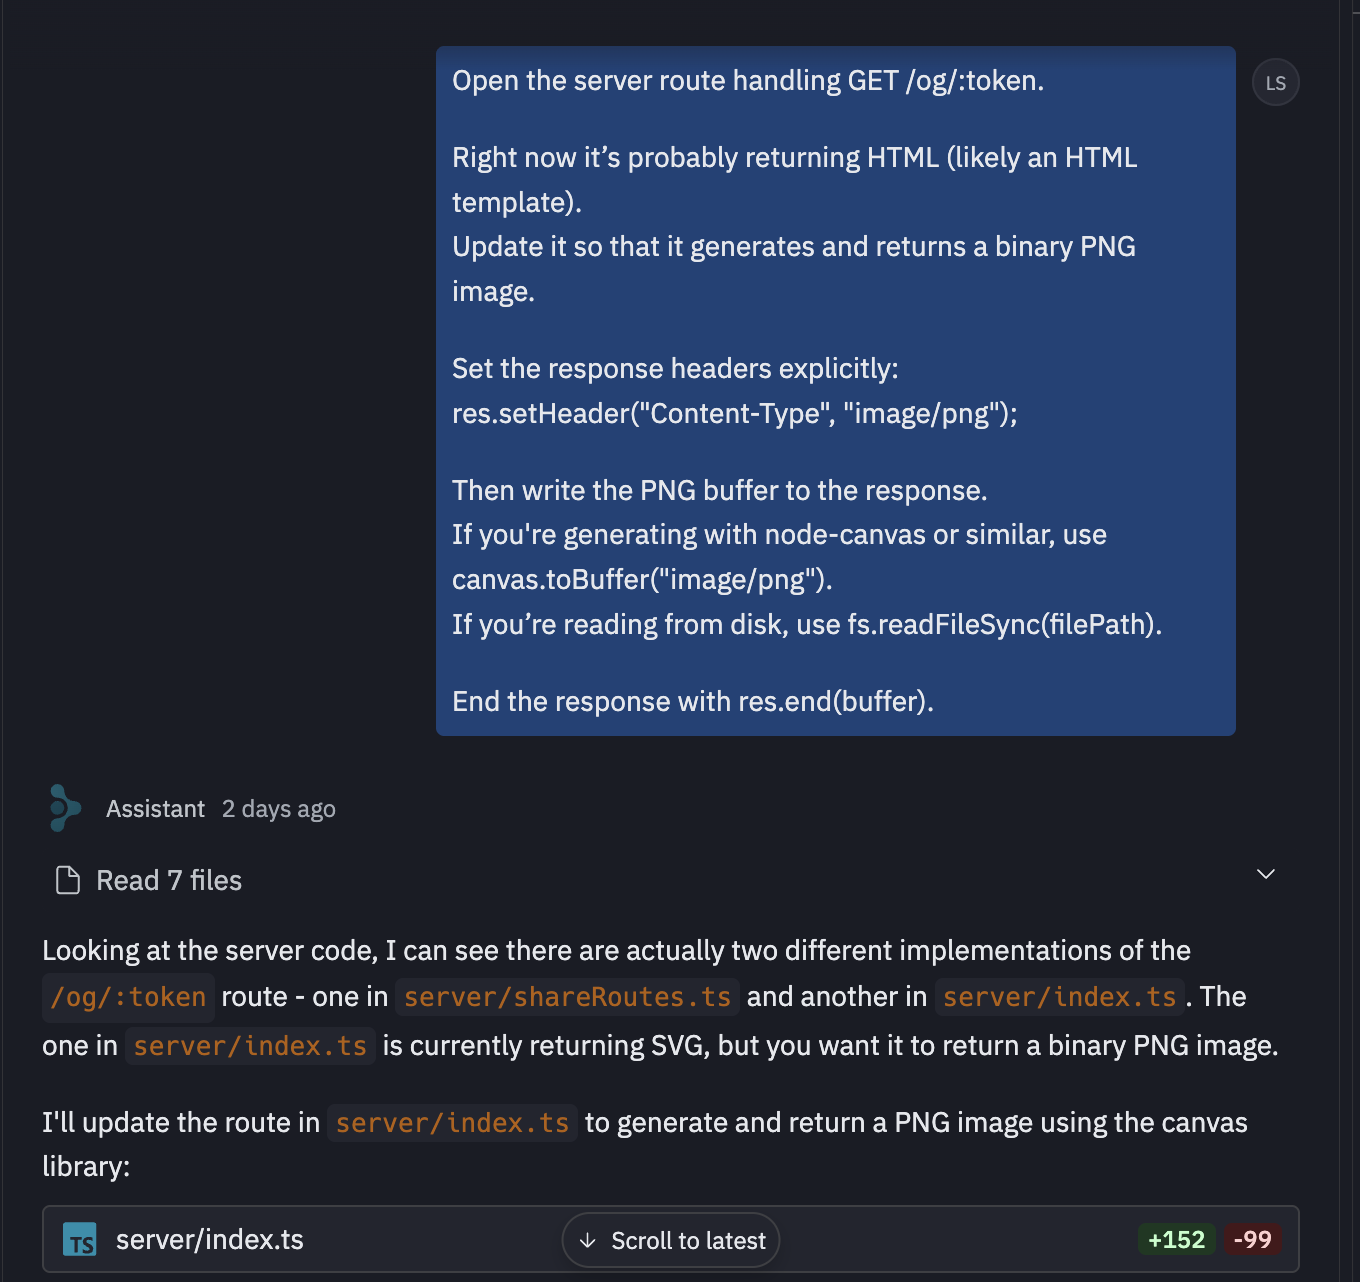 Open the server route handling GET /og/:token.
LS
Right now it’s probably returning HTML (likely an HTML
template).
Update it so that it generates and returns a binary PNG
image.
Set the response headers explicitly:
res.setHeader("Content-Type", "image/png");
Then write the PNG buffer to the response.
If you're generating with node-canvas or similar, use
canvas.toBuffer("image/png").
If you’re reading from disk, use fs.readFileSync(filePath).
End the response with res.end(buffer).
Assistant 2 days ago
Read 7 files
Looking at the server code, I can see there are actually two different implementations of the
/og/:token route - one in server/shareRoutes.ts and another in server/index.ts. The
one in server/index.ts is currently returning SVG, but you want it to return a binary PNG image.
I'll update the route in server/index.ts to generate and return a PNG image using the canvas
library:
TS server/index.ts ↓ Scroll to latest +152 -99